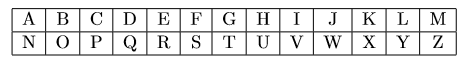 A B C D E F G H I J K L M
N O P Q R S T U V W X Y Z